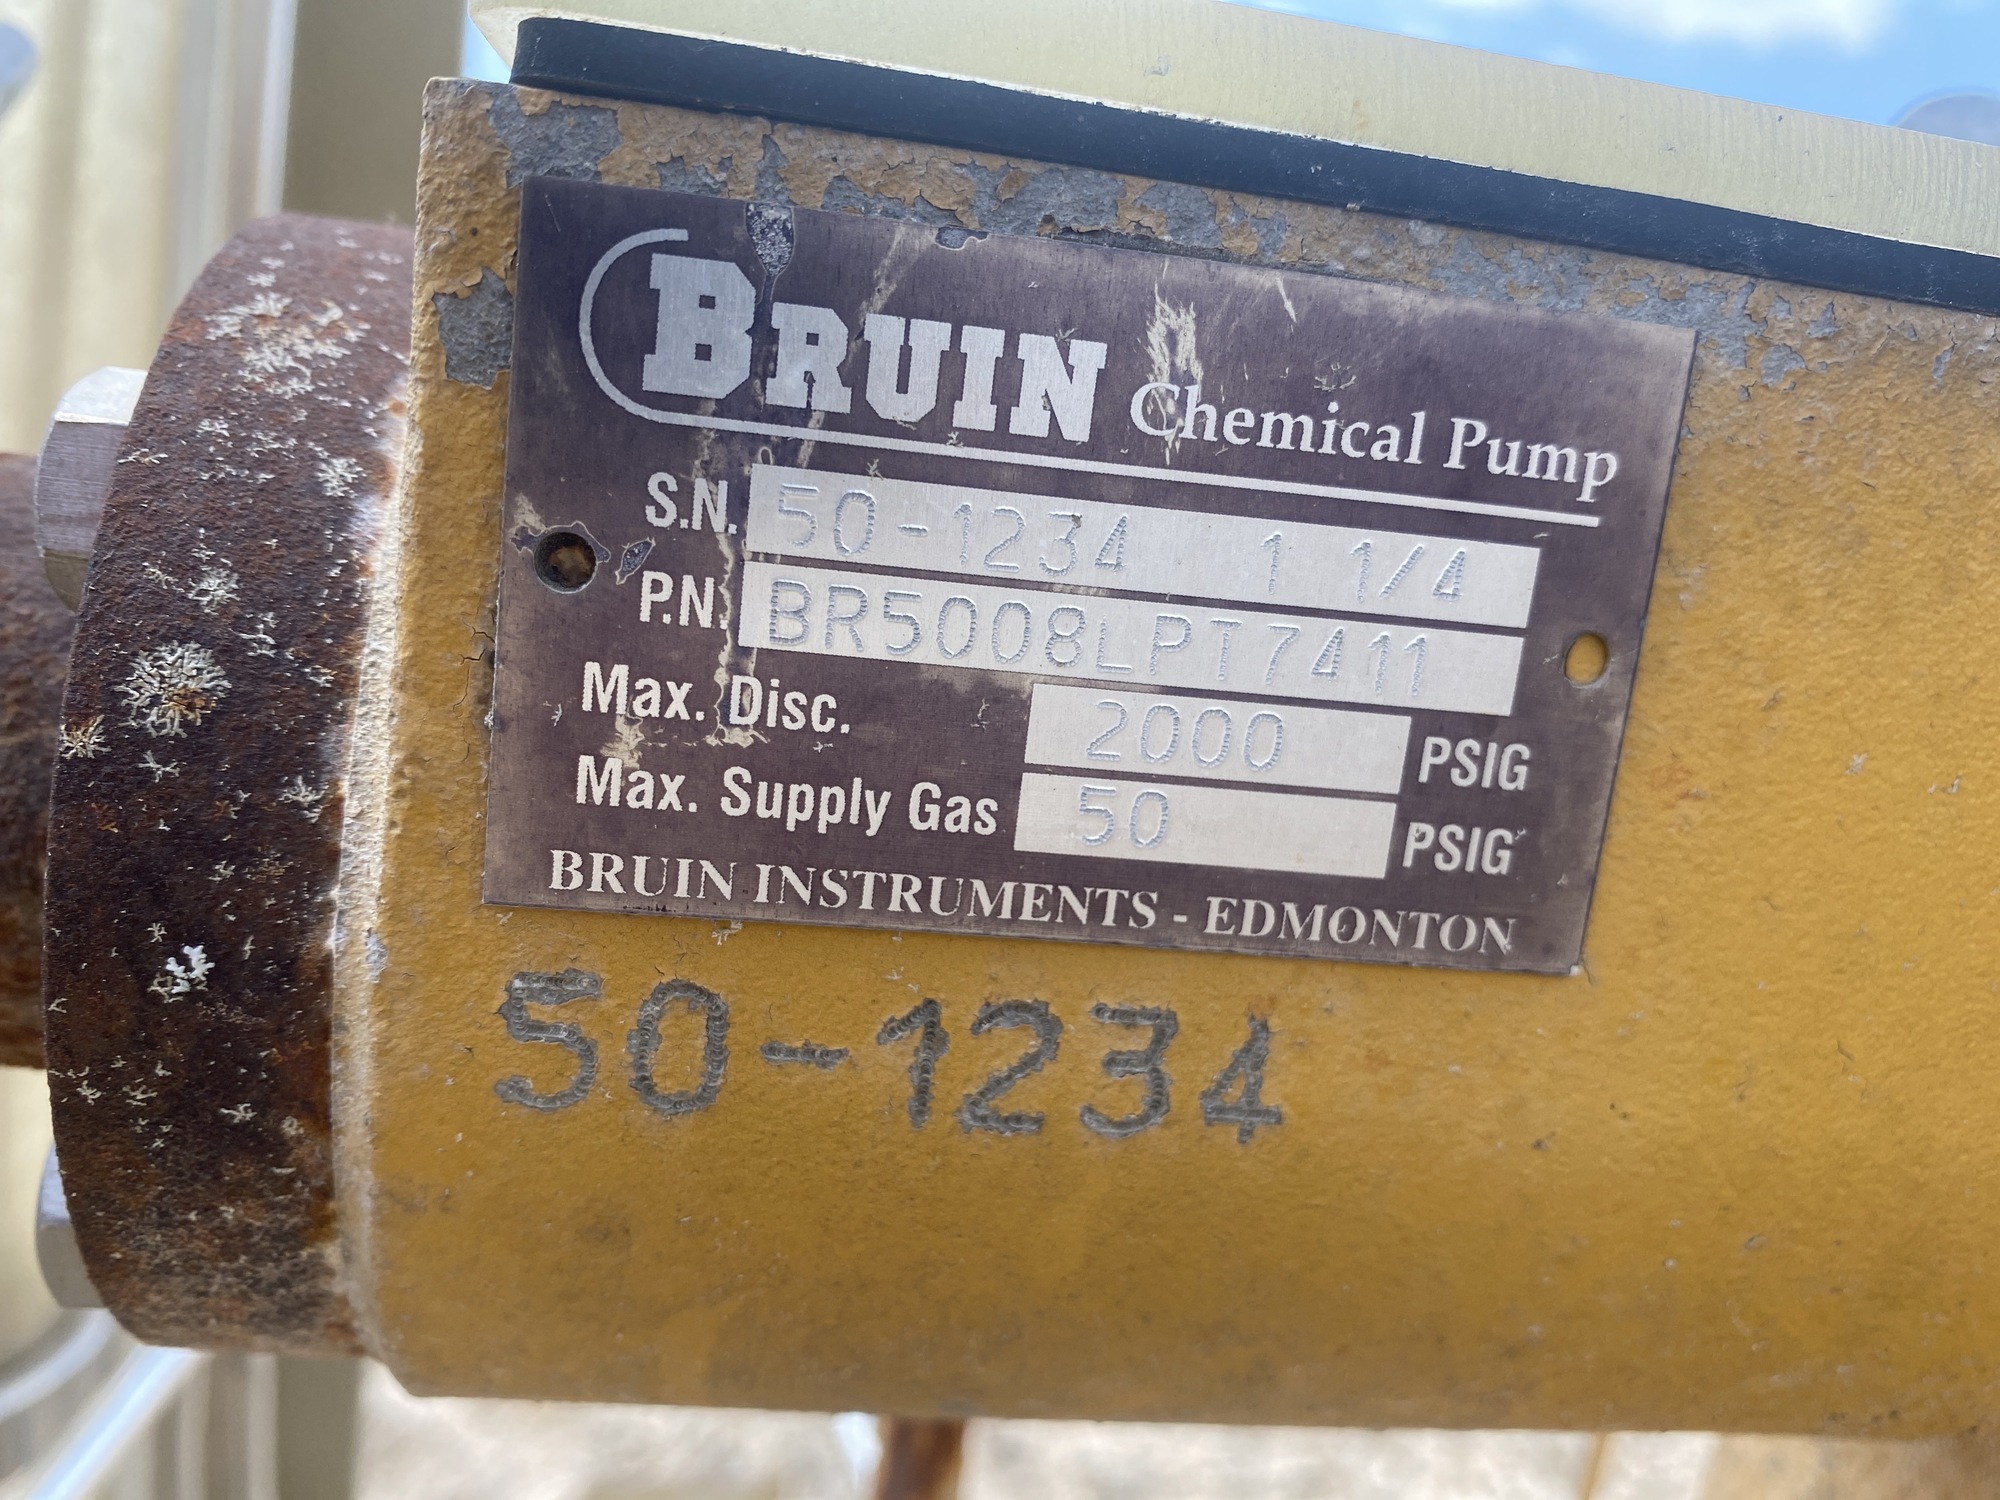 BRUIN Chemical Pump
S.N. 50-1234 1 1/4
P.N. BR5008LPT7411
Max. Disc. 2000 PSIG
Max. Supply Gas 50 PSIG
BRUIN INSTRUMENTS - EDMONTON
50-1234